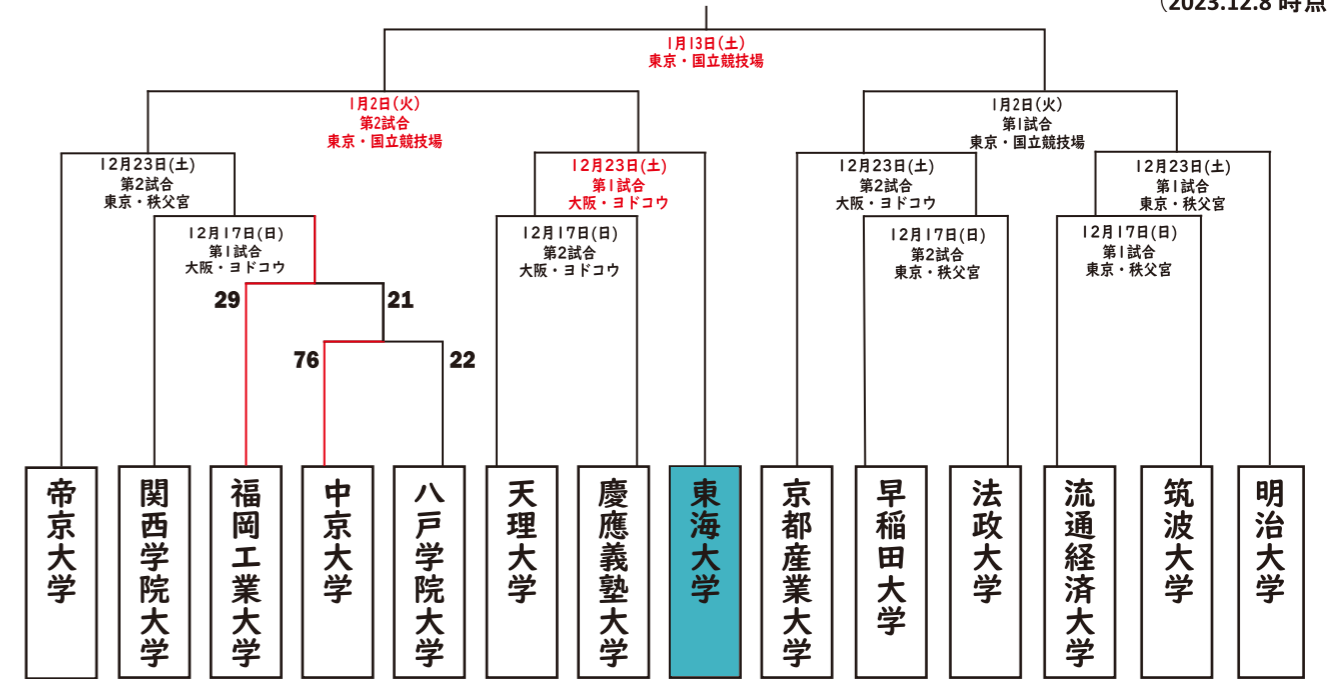 (2023.12.8 時点
1月13日(土)
東京・国立競技場
1月2日(火)
第2試合
東京・国立競技場
1月2日(火)
第1試合
東京・国立競技場
12月23日(土)
第2試合
東京・秩父宮
12月23日(土)
第1試合
大阪・ヨドコウ
12月23日(土)
第2試合
大阪・ヨドコウ
12月23日(土)
第1試合
東京・秩父宮
12月17日(日)
第1試合
大阪・ヨドコウ
12月17日(日)
第2試合
大阪・ヨドコウ
12月17日(日)
第2試合
東京・秩父宮
12月17日(日)
第1試合
東京・秩父宮
29
21
76
22
帝京大学
関西学院大学
福岡工業大学
中京大学
八戸学院大学
天理大学
慶應義塾大学
東海大学
京都産業大学
早稲田大学
法政大学
流通経済大学
筑波大学
明治大学